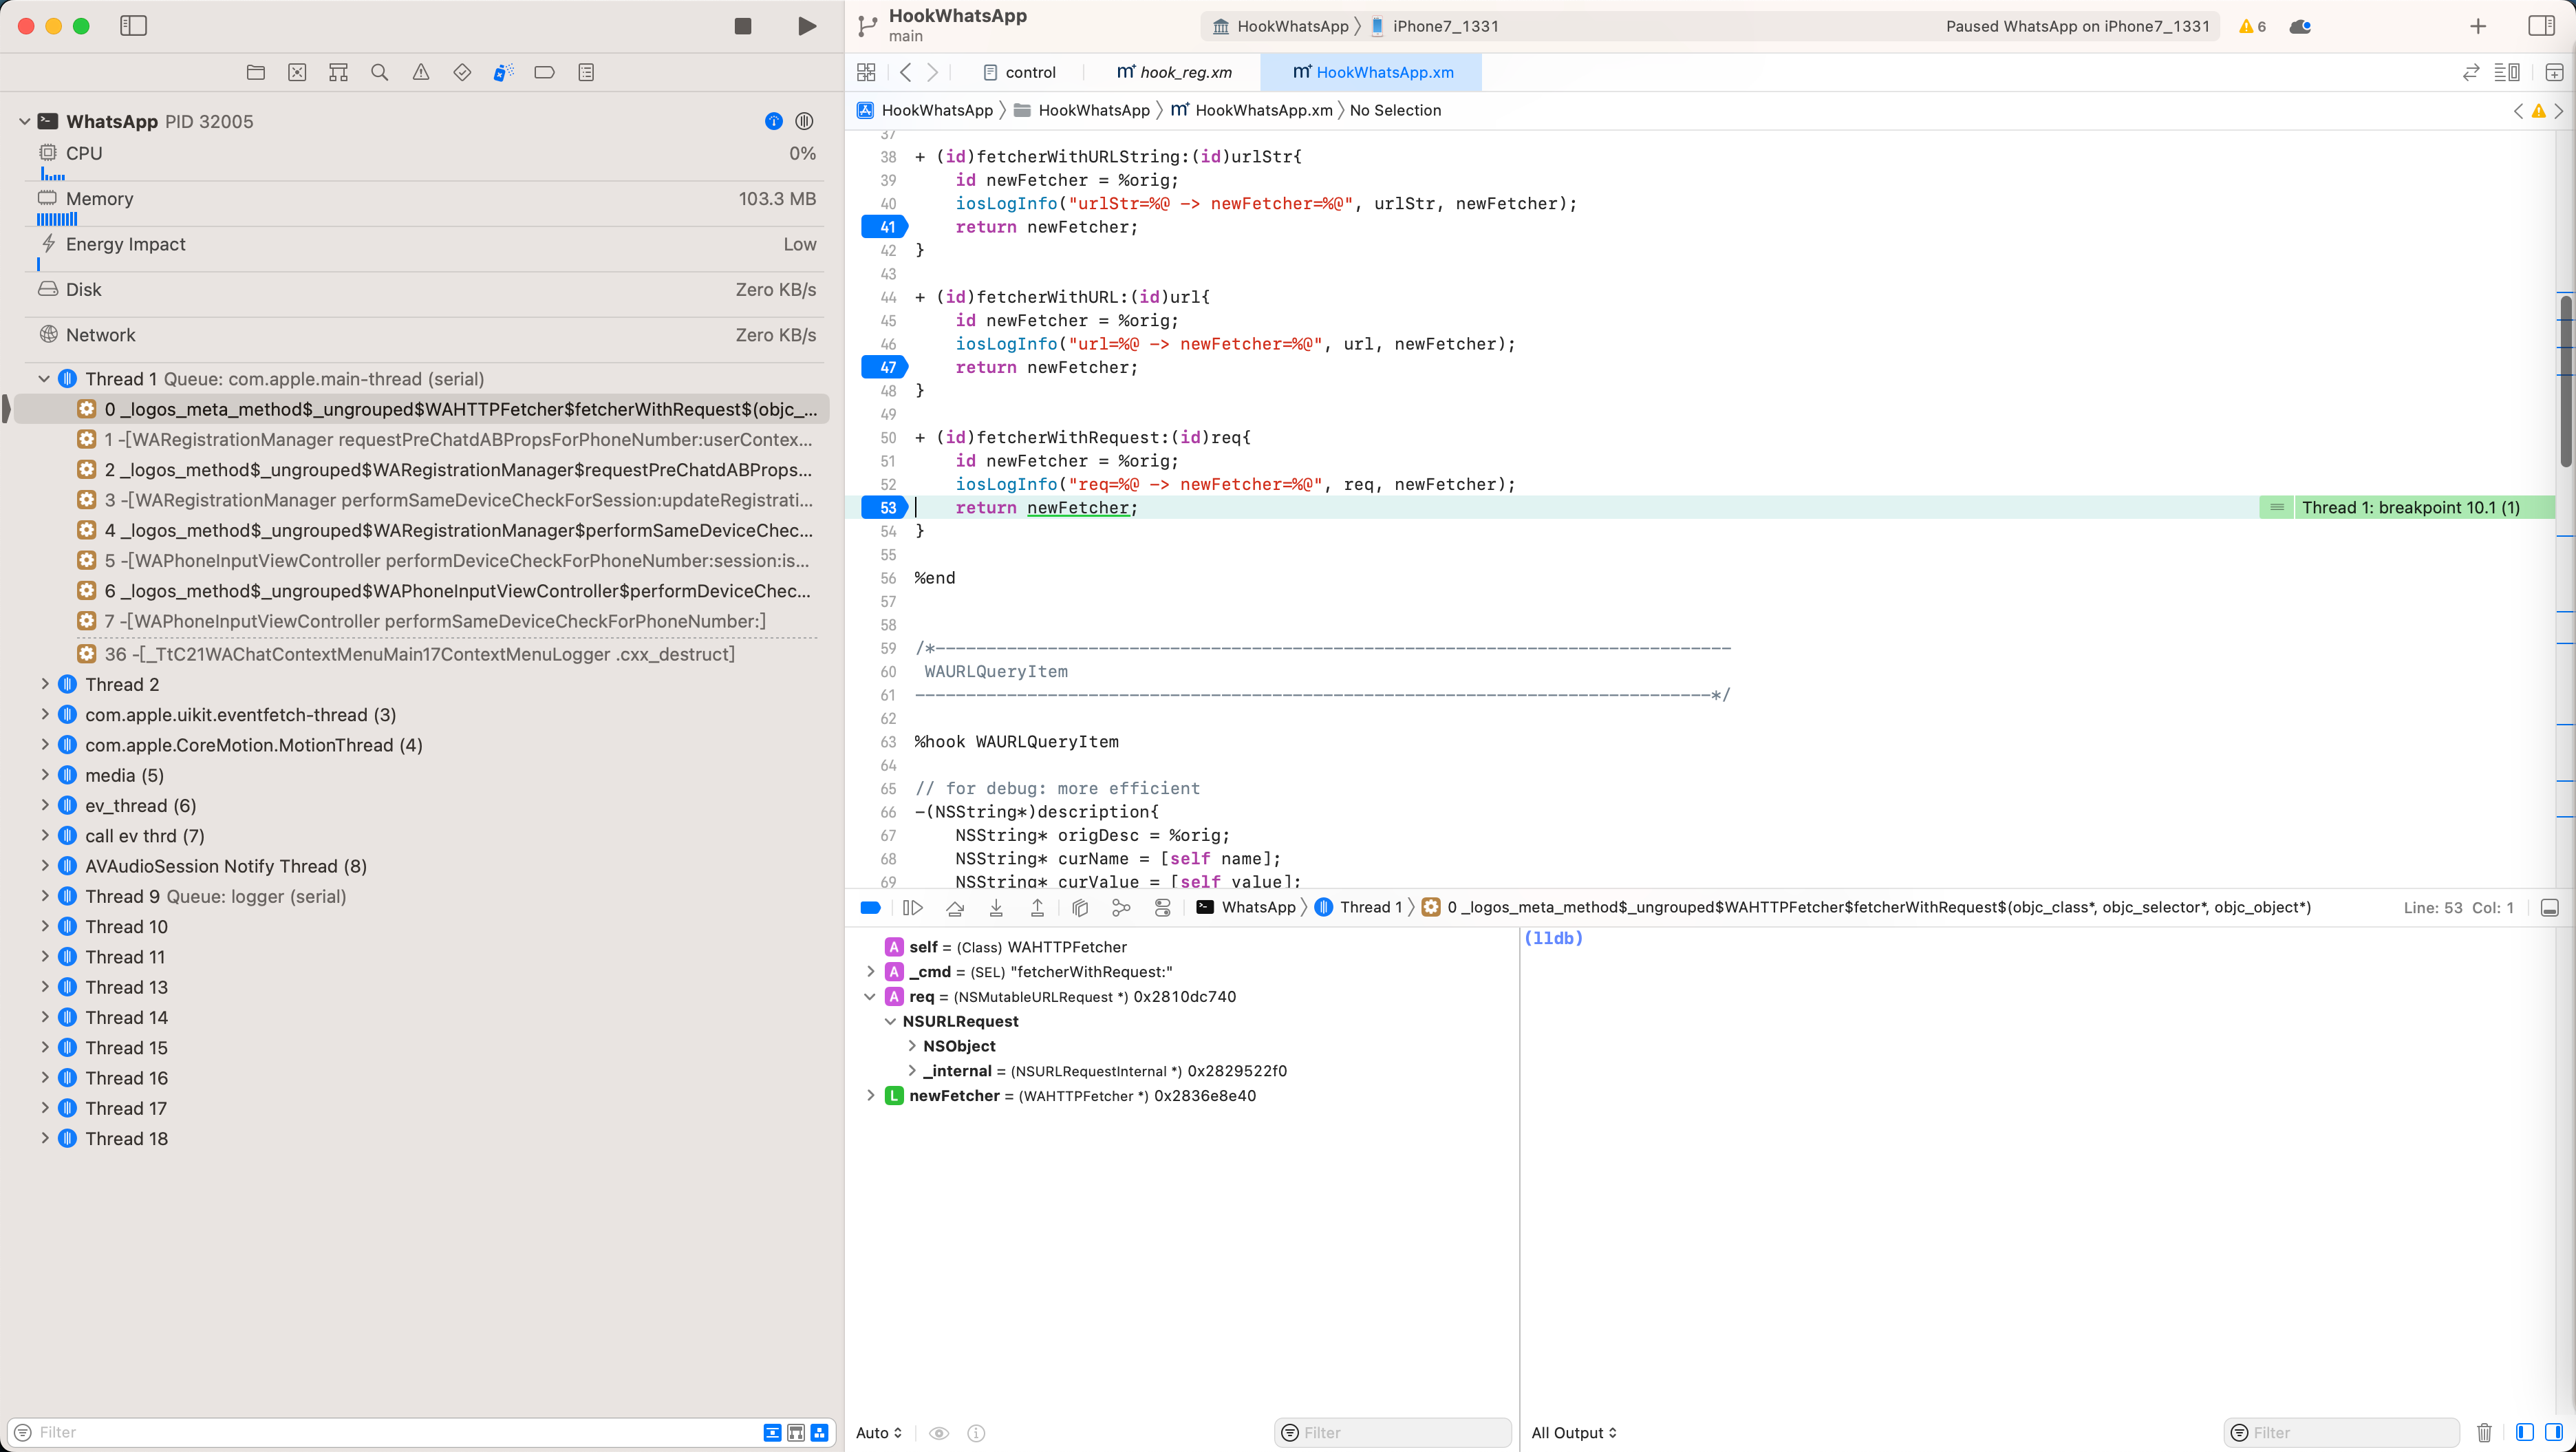 HookWhatsApp
main
HookWhatsApp
iPhone7_1331
Paused WhatsApp on iPhone7_1331
6
control
hook_reg.xm
HookWhatsApp.xm
WhatsApp PID 32005
CPU 0%
Memory 103.3 MB
Energy Impact Low
Disk Zero KB/s
Network Zero KB/s
Thread 1 Queue: com.apple.main-thread (serial)
0 _logos_meta_method$_ungrouped$WAHTTPFetcher$fetcherWithRequest$(objc_...
1 -[WARegistrationManager requestPreChatdABPropsForPhoneNumber:userContex...
2 _logos_method$_ungrouped$WARegistrationManager$requestPreChatdABProps...
3 -[WARegistrationManager performSameDeviceCheckForSession:updateRegistrati...
4 _logos_method$_ungrouped$WARegistrationManager$performSameDeviceChec...
5 -[WAPhoneInputViewController performDeviceCheckForPhoneNumber:session:is...
6 _logos_method$_ungrouped$WAPhoneInputViewController$performDeviceChec...
7 -[WAPhoneInputViewController performSameDeviceCheckForPhoneNumber:]
36 -[_TtC21WAChatContextMenuMain17ContextMenuLogger .cxx_destruct]
Thread 2
com.apple.uikit.eventfetch-thread (3)
com.apple.CoreMotion.MotionThread (4)
media (5)
ev_thread (6)
call ev thrd (7)
AVAudioSession Notify Thread (8)
Thread 9 Queue: logger (serial)
Thread 10
Thread 11
Thread 13
Thread 14
Thread 15
Thread 16
Thread 17
Thread 18
Filter
HookWhatsApp HookWhatsApp HookWhatsApp.xm No Selection
37
38 + (id)fetcherWithURLString:(id)urlStr{
39 id newFetcher = %orig;
40 iosLogInfo("urlStr=%@ -> newFetcher=%@", urlStr, newFetcher);
41 return newFetcher;
42 }
43
44 + (id)fetcherWithURL:(id)url{
45 id newFetcher = %orig;
46 iosLogInfo("url=%@ -> newFetcher=%@", url, newFetcher);
47 return newFetcher;
48 }
49
50 + (id)fetcherWithRequest:(id)req{
51 id newFetcher = %orig;
52 iosLogInfo("req=%@ -> newFetcher=%@", req, newFetcher);
53 return newFetcher; Thread 1: breakpoint 10.1 (1)
54 }
55
56 %end
57
58
59 /*------------------------------------------------------------------------------
60 WAURLQueryItem
61 ------------------------------------------------------------------------------*/
62
63 %hook WAURLQueryItem
64
65 // for debug: more efficient
66 -(NSString*)description{
67 NSString* origDesc = %orig;
68 NSString* curName = [self name];
69 NSString* curValue = [self value];
WhatsApp Thread 1 0 _logos_meta_method$_ungrouped$WAHTTPFetcher$fetcherWithRequest$(objc_class*, objc_selector*, objc_object*) Line: 53 Col: 1
A self = (Class) WAHTTPFetcher
A _cmd = (SEL) "fetcherWithRequest:"
A req = (NSMutableURLRequest *) 0x2810dc740
NSURLRequest
NSObject
_internal = (NSURLRequestInternal *) 0x2829522f0
L newFetcher = (WAHTTPFetcher *) 0x2836e8e40
(lldb)
Auto
Filter
All Output
Filter